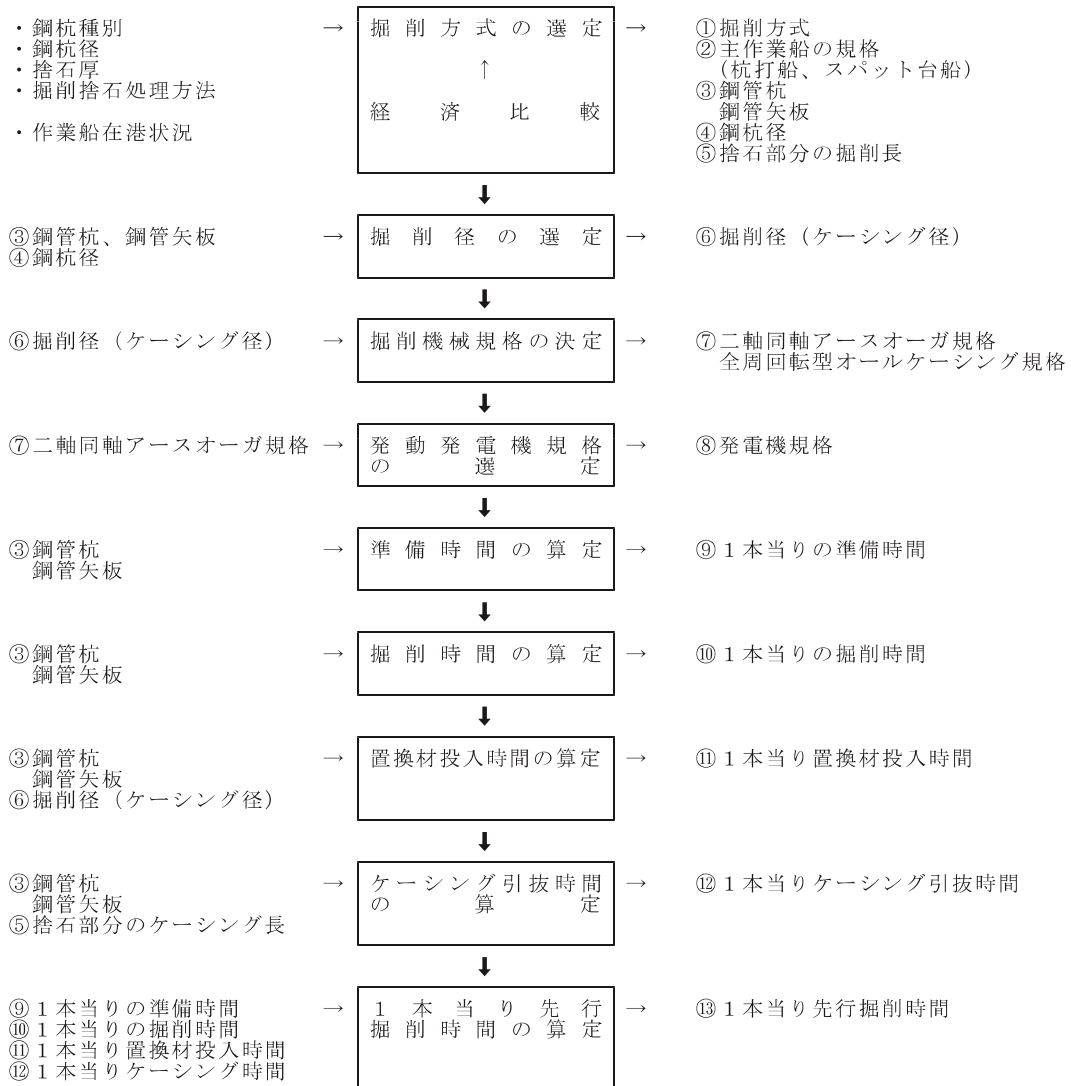 ・鋼杭種別 → 掘削方式の選定 → ①掘削方式
・鋼杭径 ②主作業船の規格
・捨石厚 ↑ (杭打船、スパット台船)
・掘削捨石処理方法 ③鋼管杭
経済比較 鋼管矢板
・作業船在港状況 ④鋼杭径
⑤捨石部分の掘削長
⬇
③鋼管杭、鋼管矢板 → 掘削径の選定 → ⑥掘削径（ケーシング径）
④鋼杭径
⬇
⑥掘削径（ケーシング径） → 掘削機械規格の決定 → ⑦二軸同軸アースオーガ規格
全周回転型オールケーシング規格
⬇
⑦二軸同軸アースオーガ規格 → 発動発電機規格 → ⑧発電機規格
の選定
⬇
③鋼管杭 → 準備時間の算定 → ⑨１本当りの準備時間
鋼管矢板
⬇
③鋼管杭 → 掘削時間の算定 → ⑩１本当りの掘削時間
鋼管矢板
⬇
③鋼管杭 → 置換材投入時間の算定 → ⑪１本当り置換材投入時間
鋼管矢板
⑥掘削径（ケーシング径）
⬇
③鋼管杭 → ケーシング引抜時間 → ⑫１本当りケーシング引抜時間
鋼管矢板 の算定
⑤捨石部分のケーシング長
⬇
⑨１本当りの準備時間 → １本当り先行 → ⑬１本当り先行掘削時間
⑩１本当りの掘削時間 掘削時間の算定
⑪１本当り置換材投入時間
⑫１本当りケーシング時間